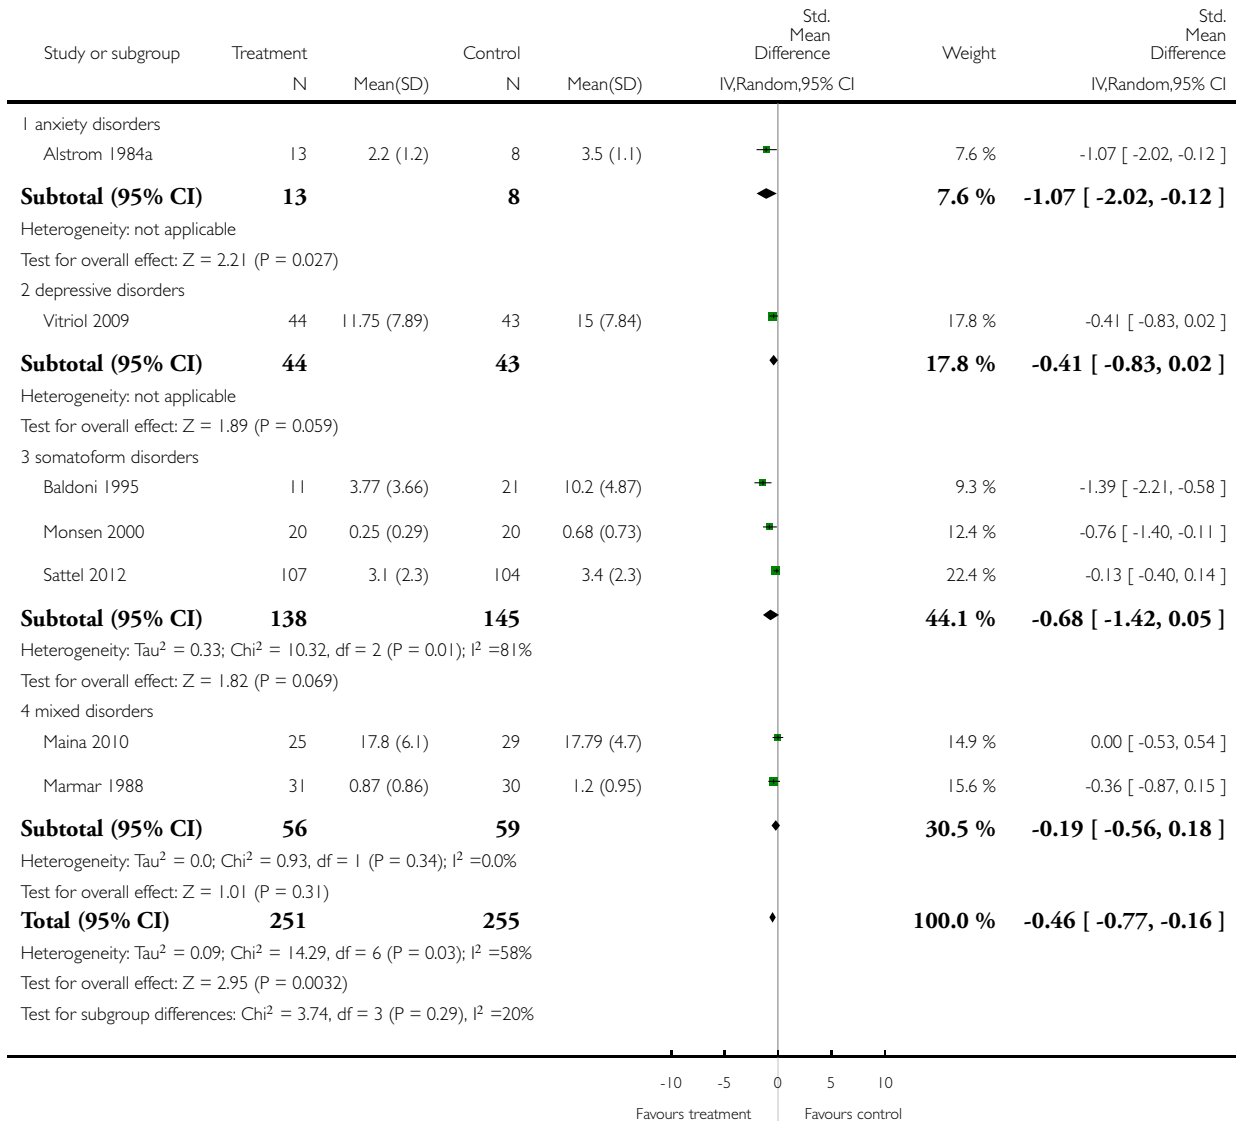 Std.
Mean
Difference
Std.
Mean
Difference
Study or subgroup Treatment Control Weight
N Mean(SD) N Mean(SD) IV,Random,95% CI IV,Random,95% CI
1 anxiety disorders
Alstrom 1984a 13 2.2 (1.2) 8 3.5 (1.1) 7.6 % -1.07 [ -2.02, -0.12 ]
Subtotal (95% CI) 13 8 7.6 % -1.07 [ -2.02, -0.12 ]
Heterogeneity: not applicable
Test for overall effect: Z = 2.21 (P = 0.027)
2 depressive disorders
Vitriol 2009 44 11.75 (7.89) 43 15 (7.84) 17.8 % -0.41 [ -0.83, 0.02 ]
Subtotal (95% CI) 44 43 17.8 % -0.41 [ -0.83, 0.02 ]
Heterogeneity: not applicable
Test for overall effect: Z = 1.89 (P = 0.059)
3 somatoform disorders
Baldoni 1995 11 3.77 (3.66) 21 10.2 (4.87) 9.3 % -1.39 [ -2.21, -0.58 ]
Monsen 2000 20 0.25 (0.29) 20 0.68 (0.73) 12.4 % -0.76 [ -1.40, -0.11 ]
Sattel 2012 107 3.1 (2.3) 104 3.4 (2.3) 22.4 % -0.13 [ -0.40, 0.14 ]
Subtotal (95% CI) 138 145 44.1 % -0.68 [ -1.42, 0.05 ]
Heterogeneity: Tau² = 0.33; Chi² = 10.32, df = 2 (P = 0.01); I² =81%
Test for overall effect: Z = 1.82 (P = 0.069)
4 mixed disorders
Maina 2010 25 17.8 (6.1) 29 17.79 (4.7) 14.9 % 0.00 [ -0.53, 0.54 ]
Marmar 1988 31 0.87 (0.86) 30 1.2 (0.95) 15.6 % -0.36 [ -0.87, 0.15 ]
Subtotal (95% CI) 56 59 30.5 % -0.19 [ -0.56, 0.18 ]
Heterogeneity: Tau² = 0.0; Chi² = 0.93, df = 1 (P = 0.34); I² =0.0%
Test for overall effect: Z = 1.01 (P = 0.31)
Total (95% CI) 251 255 100.0 % -0.46 [ -0.77, -0.16 ]
Heterogeneity: Tau² = 0.09; Chi² = 14.29, df = 6 (P = 0.03); I² =58%
Test for overall effect: Z = 2.95 (P = 0.0032)
Test for subgroup differences: Chi² = 3.74, df = 3 (P = 0.29), I² =20%
-10 -5 0 5 10
Favours treatment Favours control